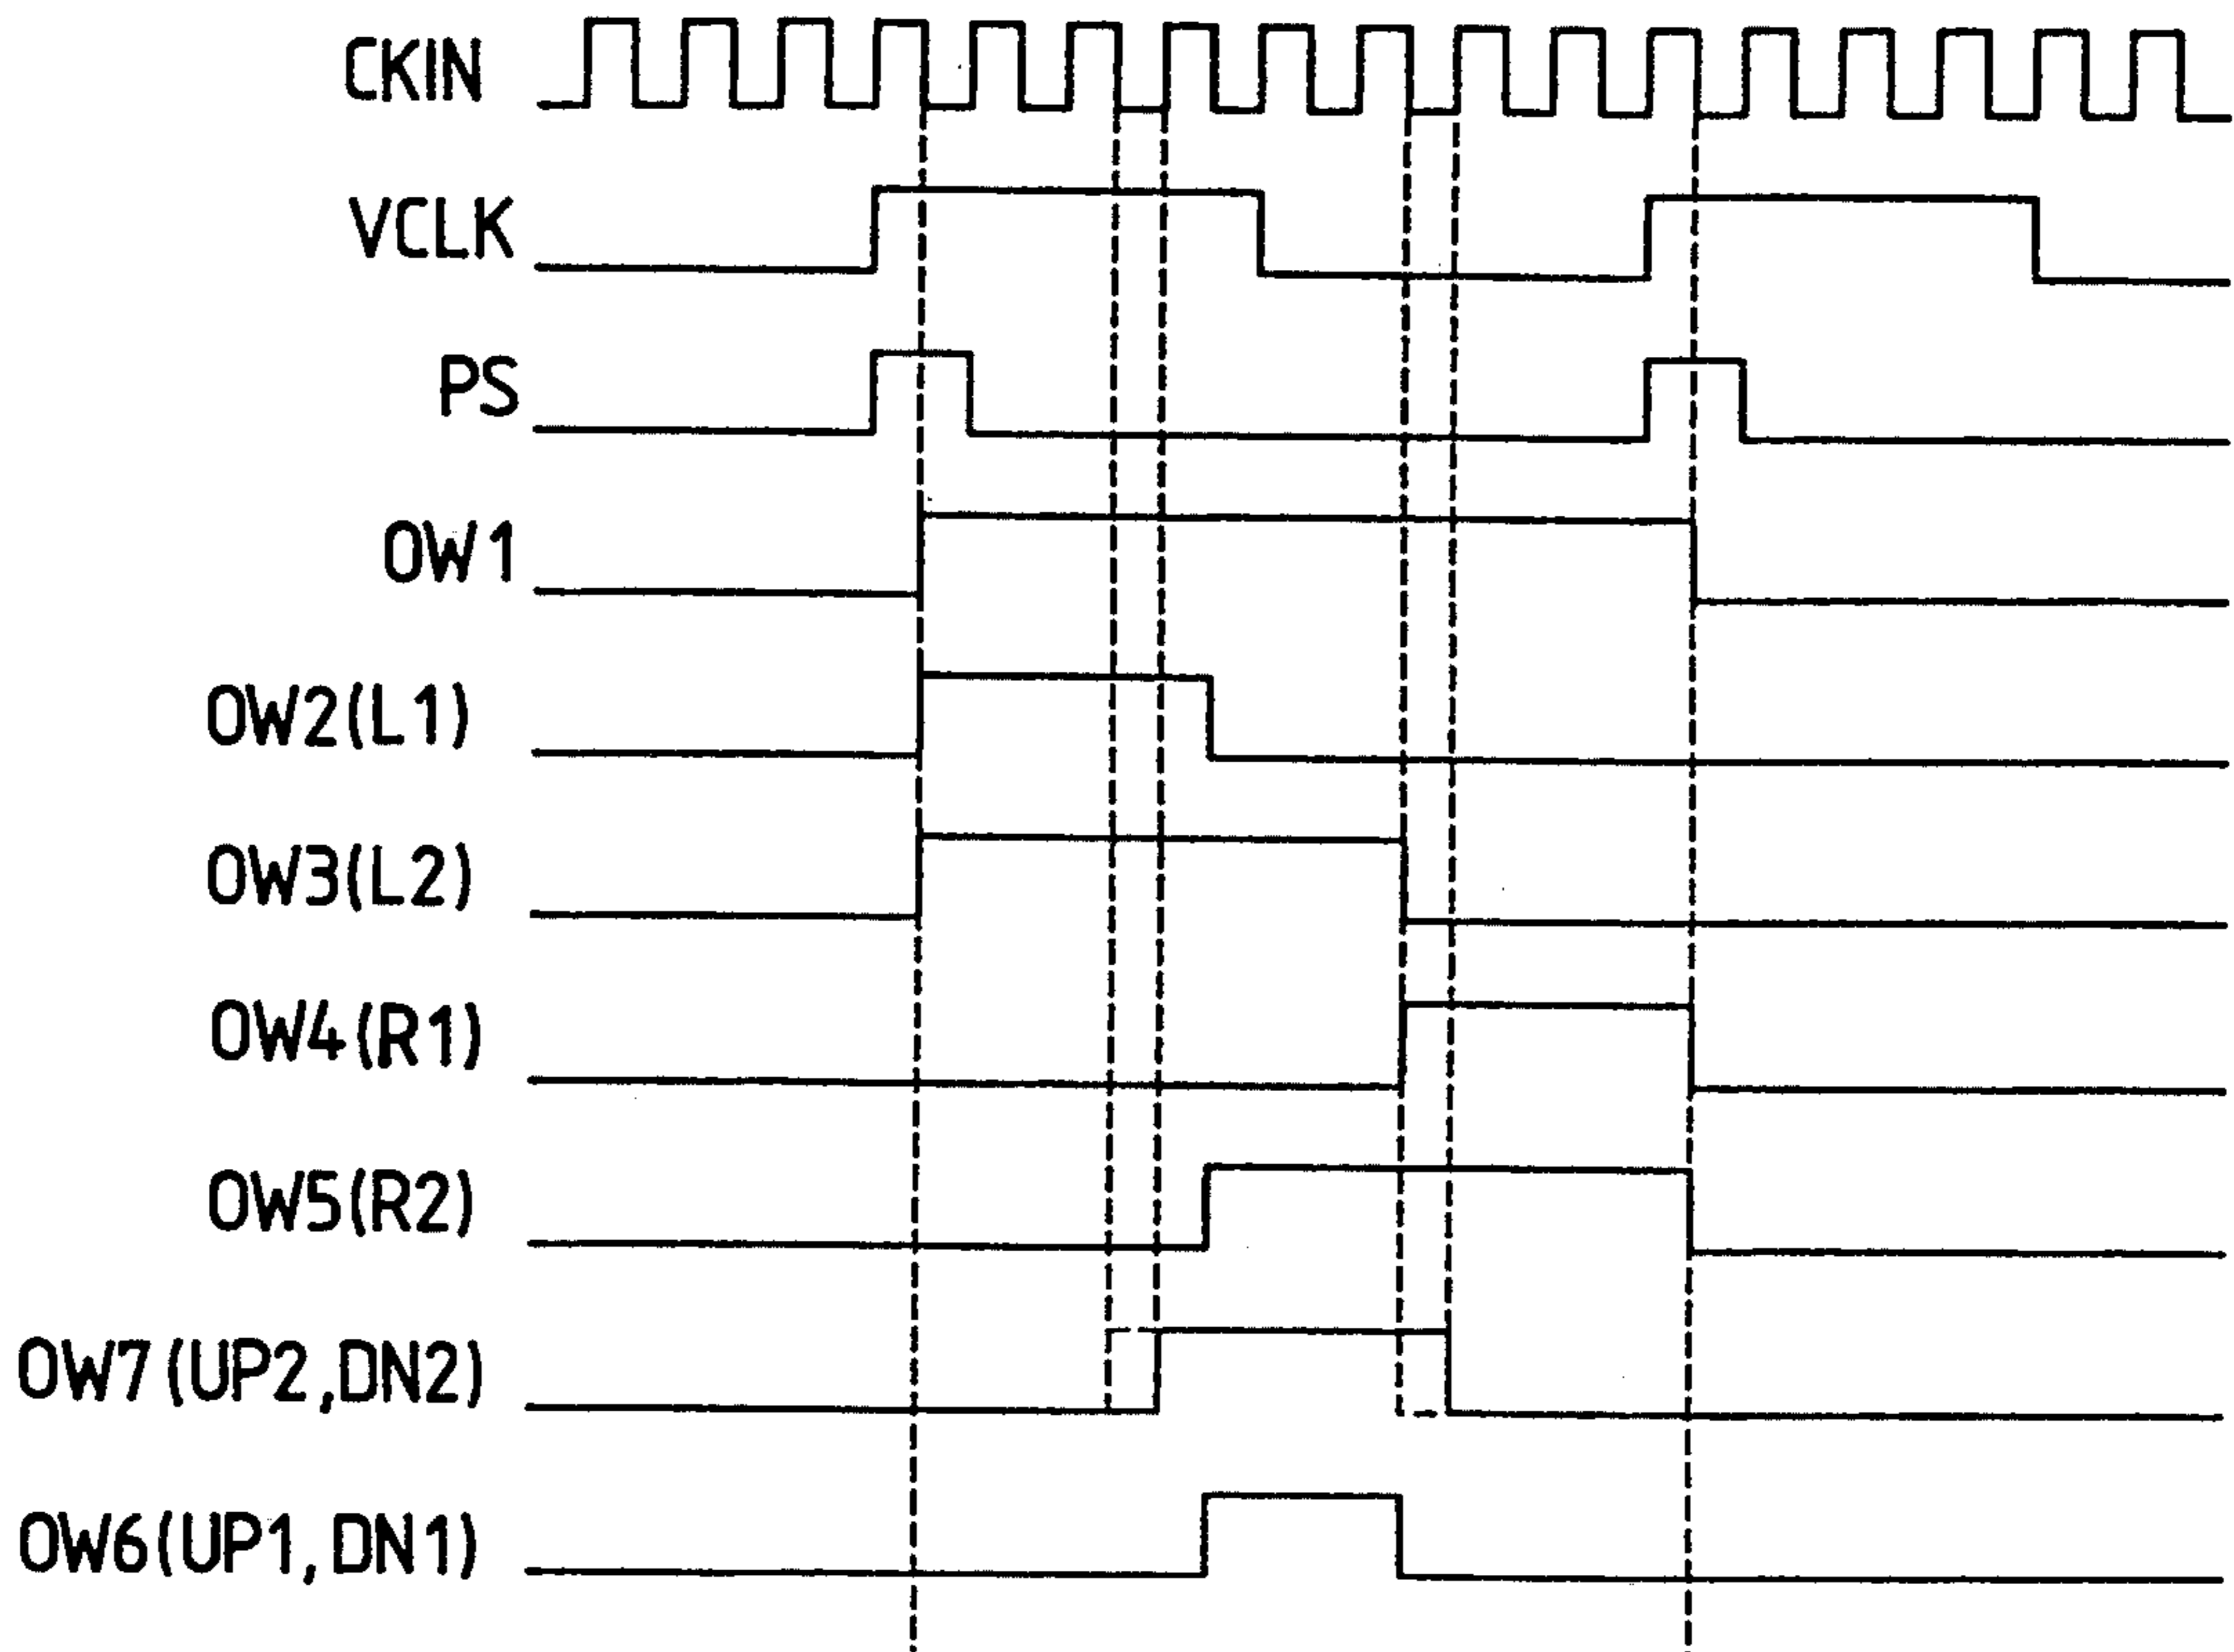 CKIN
VCLK
PS
OW1
OW2(L1)
OW3(L2)
OW4(R1)
OW5(R2)
OW7(UP2,DN2)
OW6(UP1,DN1)